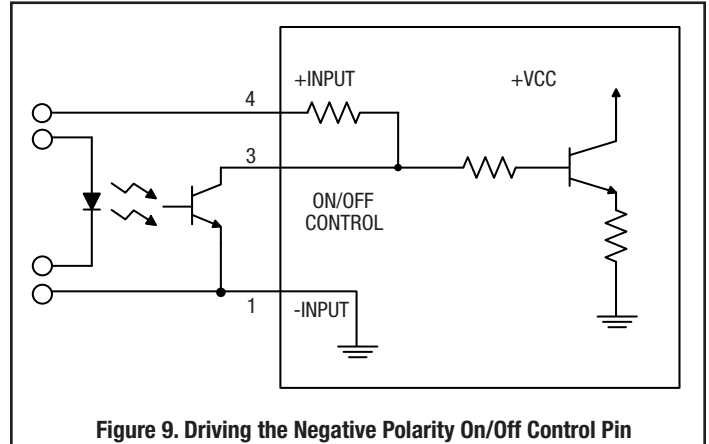 +INPUT
+VCC
4
3
ON/OFF
CONTROL
1
-INPUT
Figure 9. Driving the Negative Polarity On/Off Control Pin